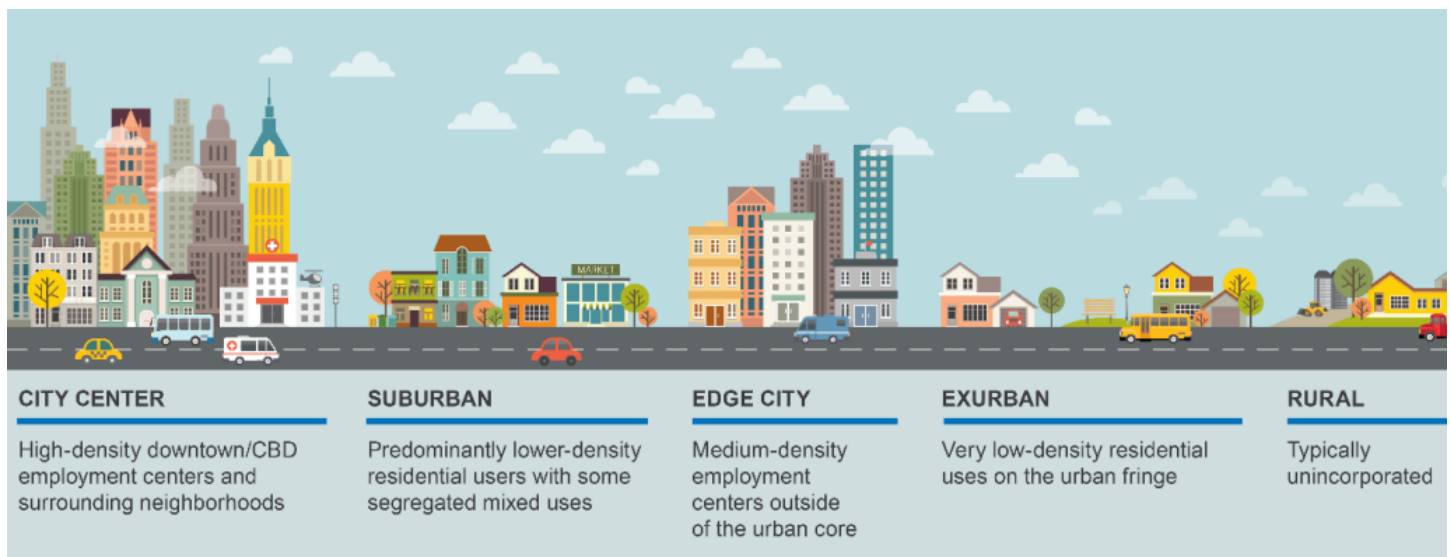 MARKET
CITY CENTER
High-density downtown/CBD
employment centers and
surrounding neighborhoods
SUBURBAN
Predominantly lower-density
residential users with some
segregated mixed uses
EDGE CITY
Medium-density
employment
centers outside
of the urban core
EXURBAN
Very low-density residential
uses on the urban fringe
RURAL
Typically
unincorporated